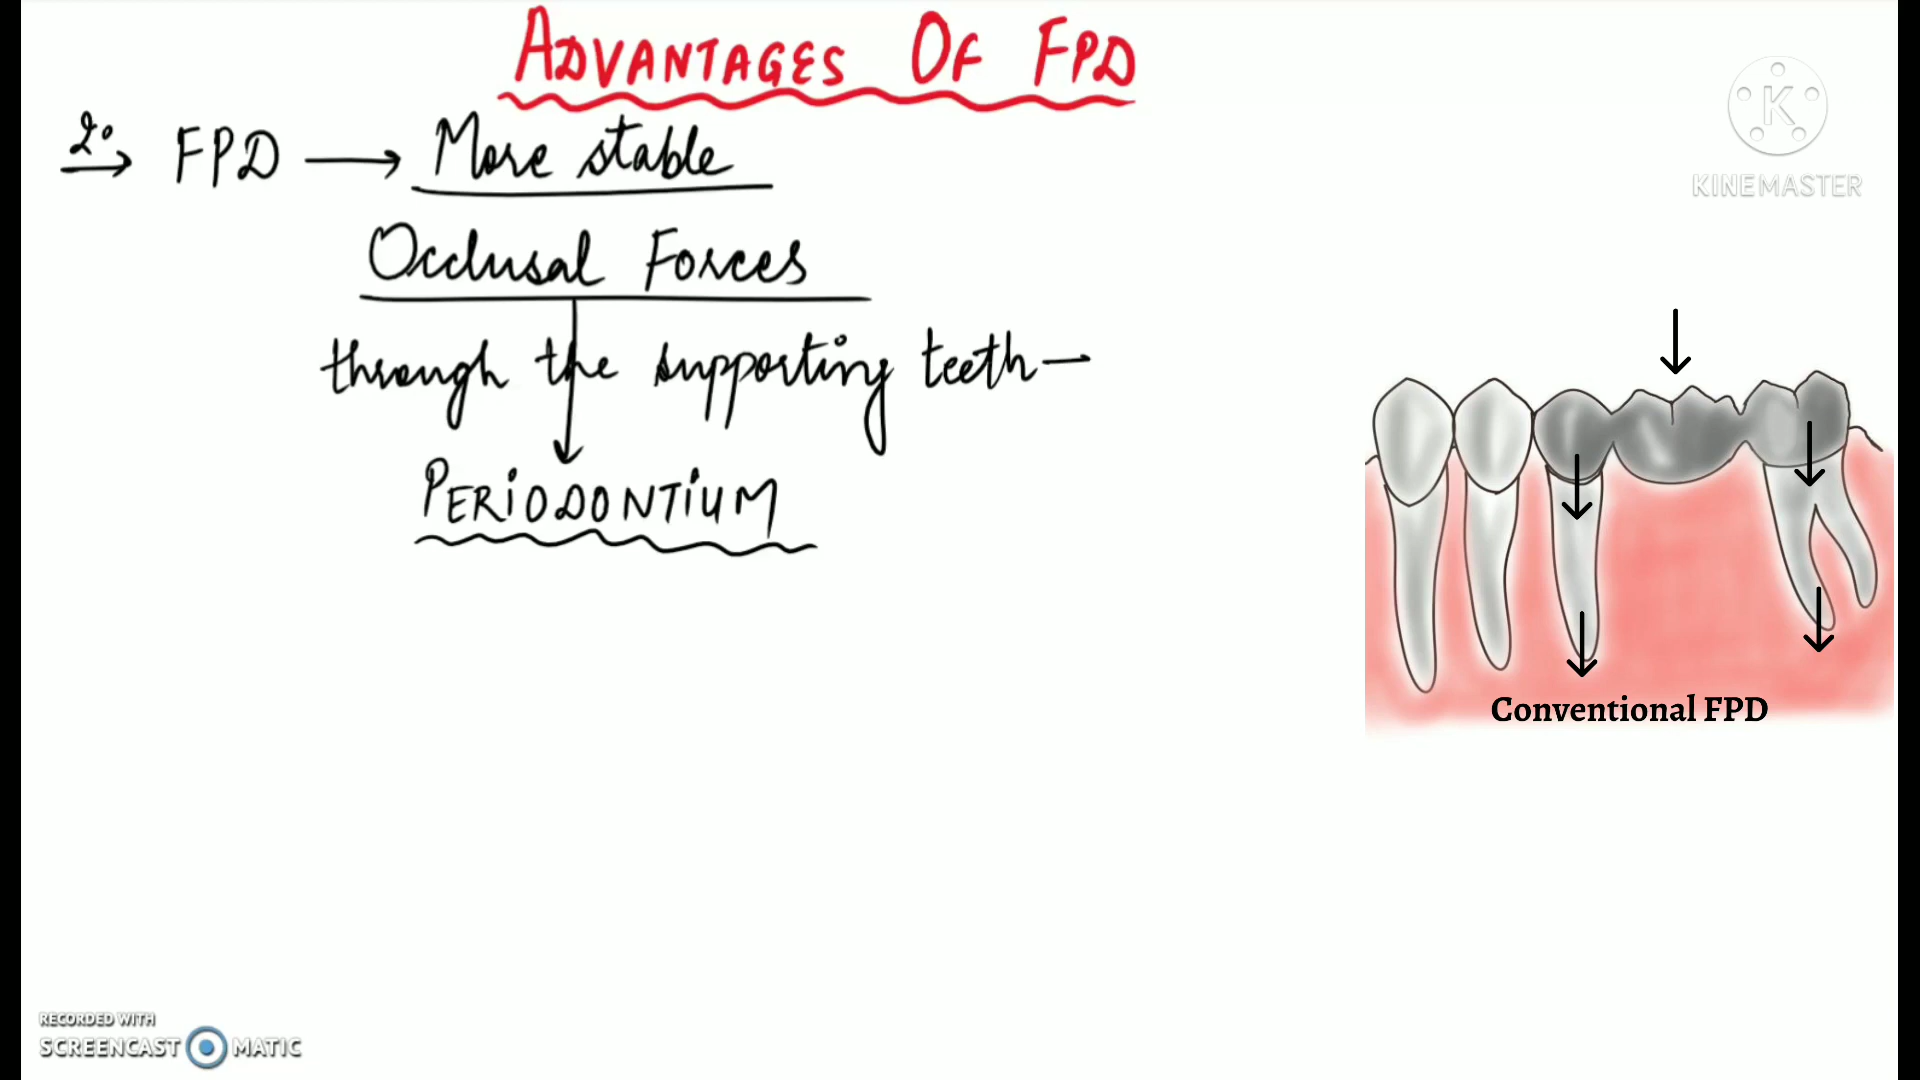 ADVANTAGES OF FPD
2° FPD → More stable
Occlusal Forces
through the supporting teeth —
PERIODONTIUM
K
KINEMASTER
Conventional FPD
RECORDED WITH
SCREENCAST MATIC